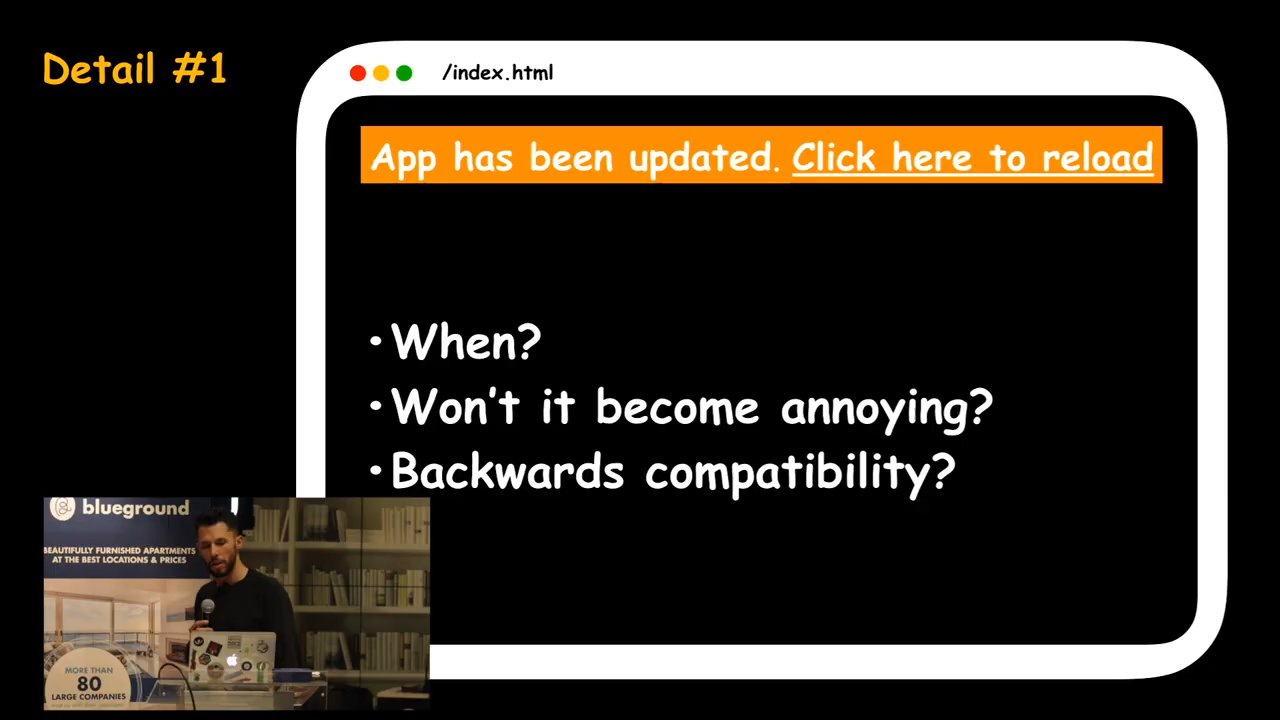 Detail #1
/index.html
App has been updated. Click here to reload
• When?
• Won't it become annoying?
• Backwards compatibility?
blueground
BEAUTIFULLY FURNISHED APARTMENTS
AT THE BEST LOCATIONS & PRICES
MORE THAN
80
LARGE COMPANIES